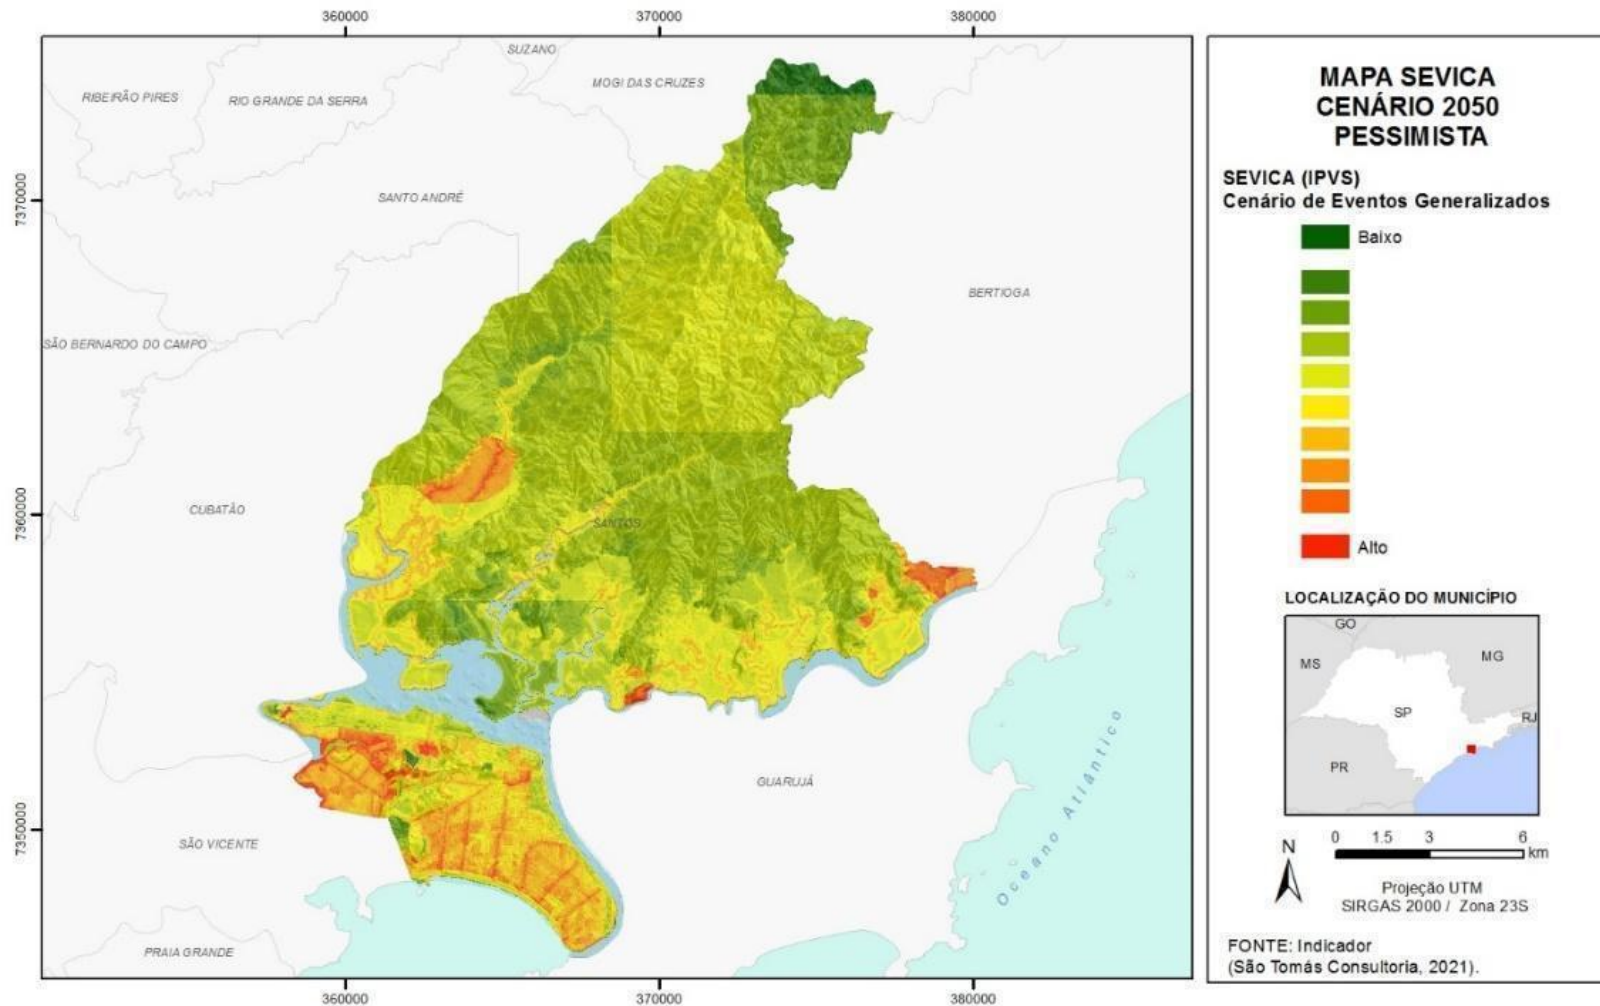 360000
370000
380000
SUZANO
MOGI DAS CRUZES
RIBEIRÃO PIRES
RIO GRANDE DA SERRA
7370000
SANTO ANDRÉ
BERTIOGA
SÃO BERNARDO DO CAMPO
7360000
CUBATÃO
SANTOS
GUARUJÁ
Oceano Atlântico
7350000
SÃO VICENTE
PRAIA GRANDE
360000
370000
380000
MAPA SEVICA
CENÁRIO 2050
PESSIMISTA
SEVICA (IPVS)
Cenário de Eventos Generalizados
Baixo
Alto
LOCALIZAÇÃO DO MUNICÍPIO
GO
MS
MG
SP
RJ
PR
N
0 1.5 3 6
km
Projeção UTM
SIRGAS 2000 / Zona 23S
FONTE: Indicador
(São Tomás Consultoria, 2021).